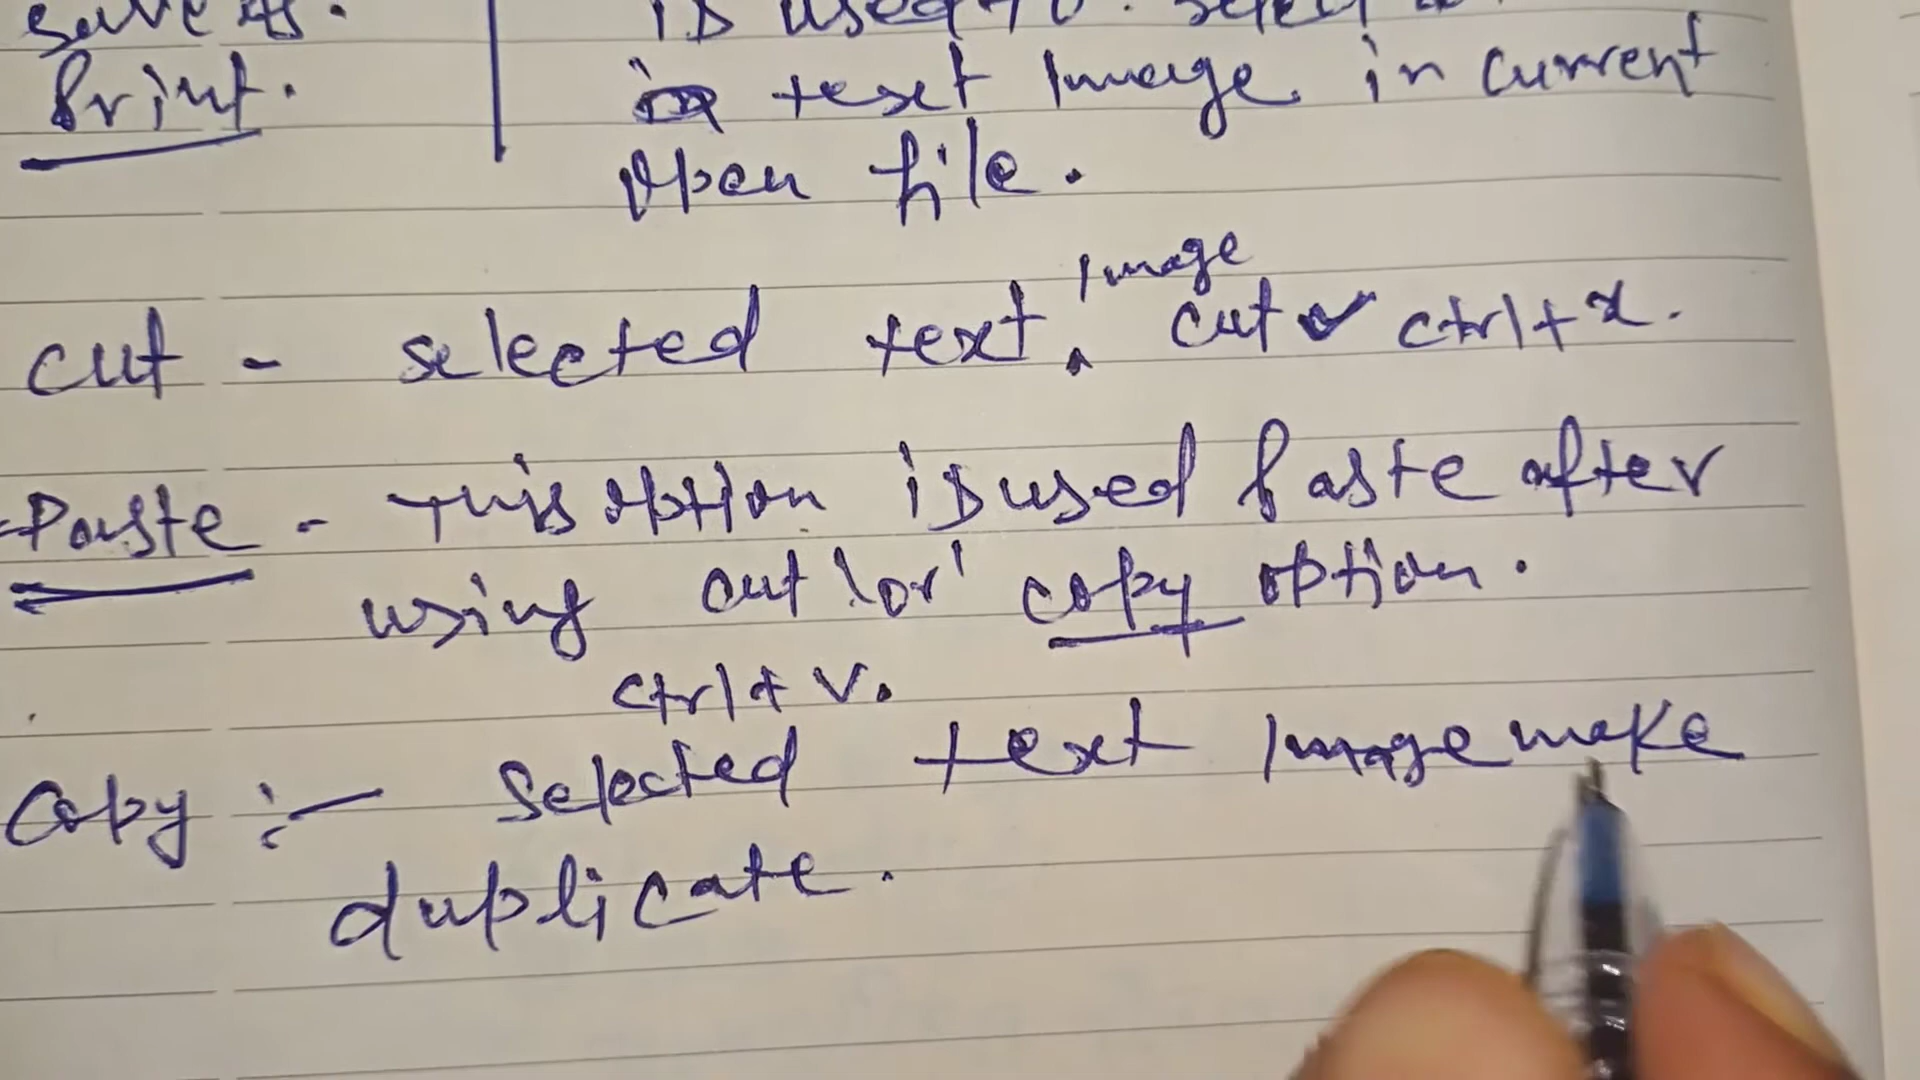 save As.
Print.
is used to select
text Image in current
open file.
Image
cut - selected text. cut ctrl+x.
Paste - This option is used Paste after
using cut 'or' copy option.
ctrl+v.
Copy :- Selected text Image make
duplicate.